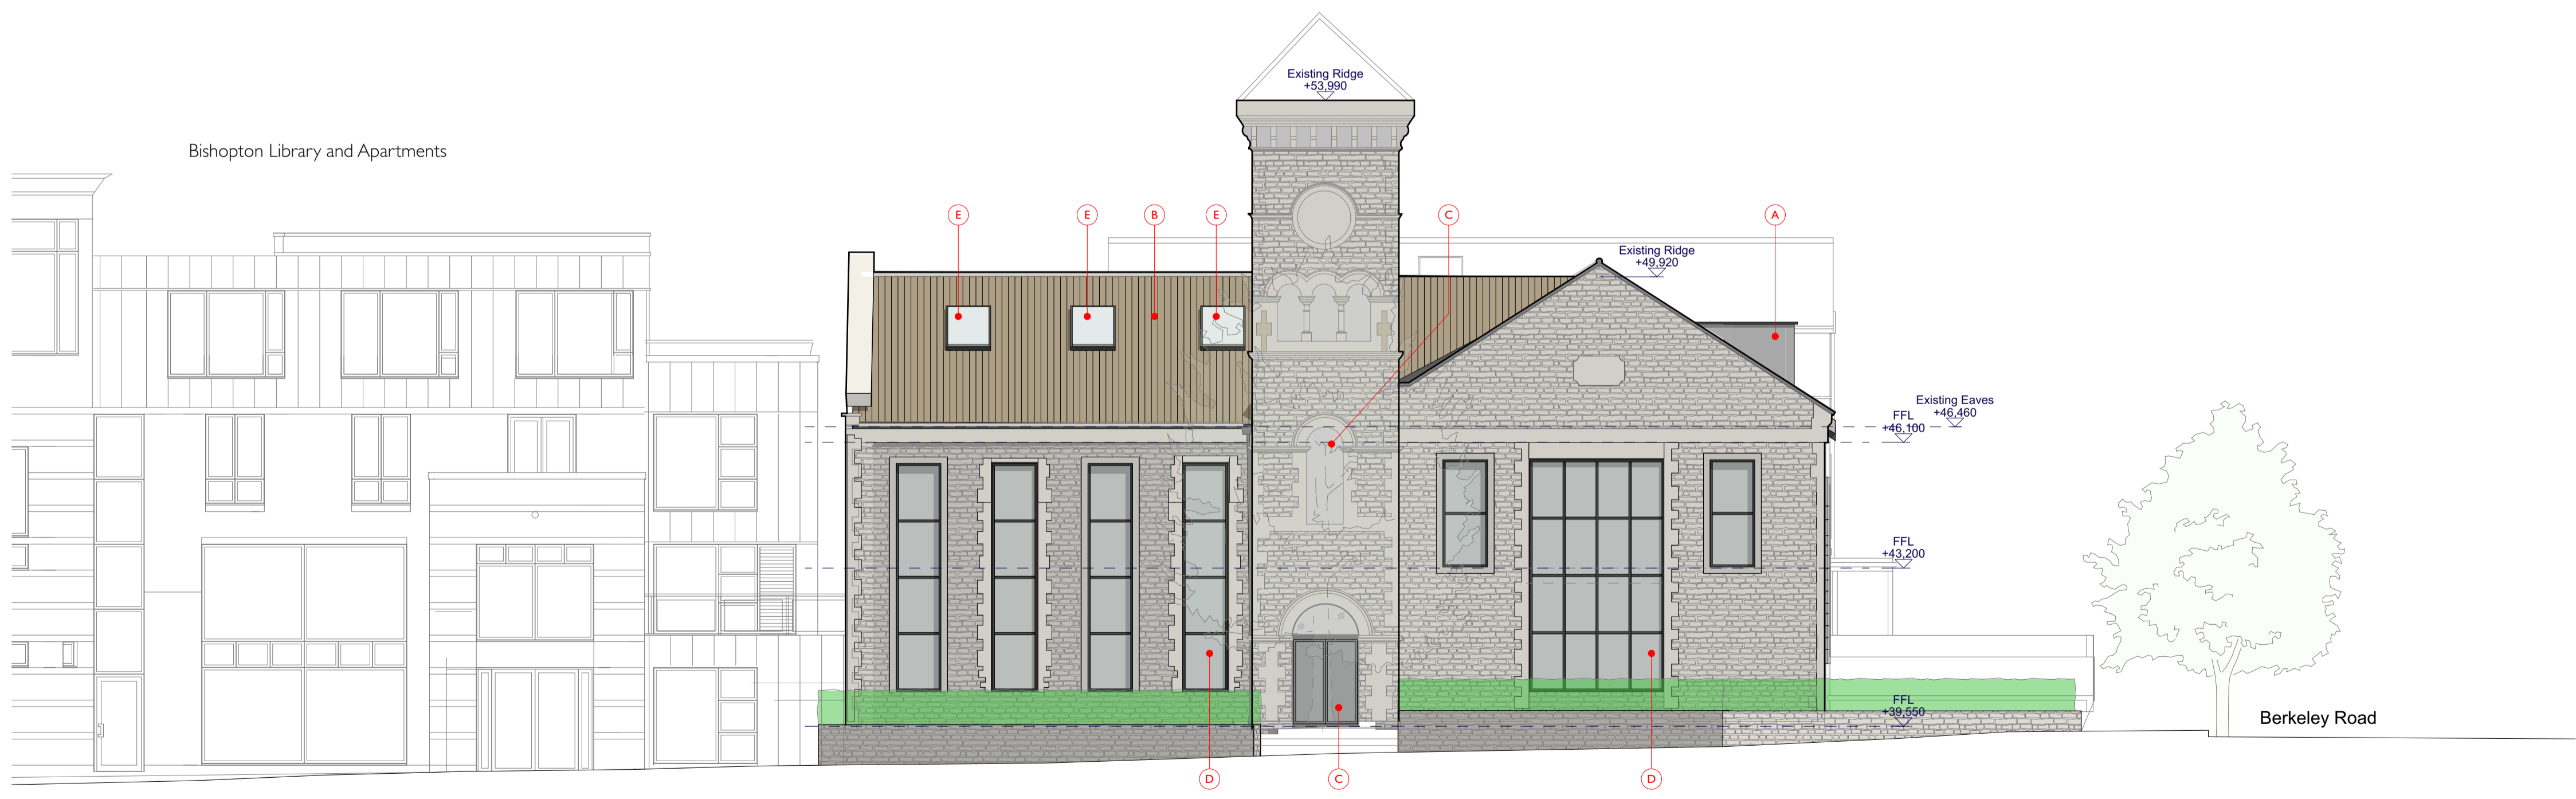 Existing Ridge
+53,990
Bishopton Library and Apartments
E
E
B
E
C
A
Existing Ridge
+49,920
Existing Eaves
+46,460
FFL
+46,100
FFL
+43,200
FFL
+39,550
Berkeley Road
D
C
D